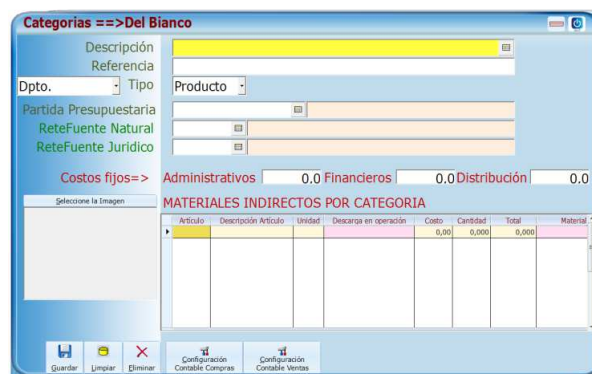 Categorias ==>Del Bianco
Descripción
Referencia
Dpto. Tipo Producto
Partida Presupuestaria
ReteFuente Natural
ReteFuente Juridico
Costos fijos=> Administrativos 0.0 Financieros 0.0 Distribución 0.0
Seleccione la Imagen
MATERIALES INDIRECTOS POR CATEGORIA
Artículo Descripción Artículo Unidad Descarga en operación Costo Cantidad Total Material
0,00 0,000 0,000
Guardar Limpiar Eliminar
Configuración Contable Compras
Configuración Contable Ventas